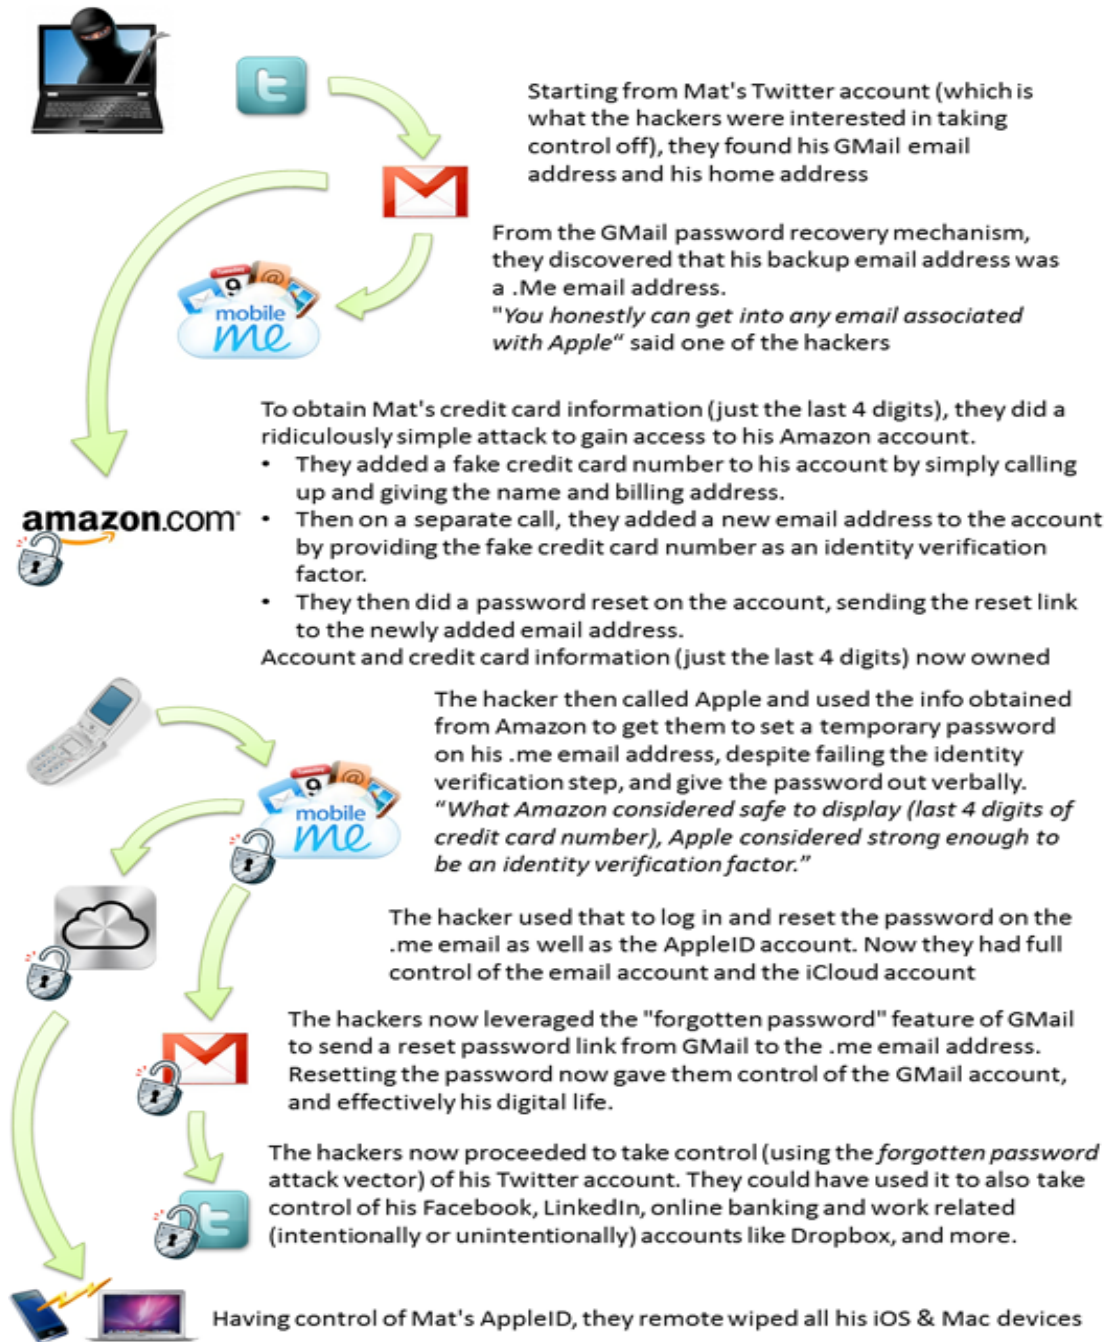 Starting from Mat's Twitter account (which is
what the hackers were interested in taking
control off), they found his GMail email
address and his home address
From the GMail password recovery mechanism,
they discovered that his backup email address was
a .Me email address.
"You honestly can get into any email associated
with Apple“ said one of the hackers
Tuesday
9
@
mobile
me
To obtain Mat's credit card information (just the last 4 digits), they did a
ridiculously simple attack to gain access to his Amazon account.
• They added a fake credit card number to his account by simply calling
up and giving the name and billing address.
amazon.com
• Then on a separate call, they added a new email address to the account
by providing the fake credit card number as an identity verification
factor.
• They then did a password reset on the account, sending the reset link
to the newly added email address.
Account and credit card information (just the last 4 digits) now owned
The hacker then called Apple and used the info obtained
from Amazon to get them to set a temporary password
on his .me email address, despite failing the identity
verification step, and give the password out verbally.
“What Amazon considered safe to display (last 4 digits of
credit card number), Apple considered strong enough to
be an identity verification factor.”
Tuesday
9
@
mobile
me
The hacker used that to log in and reset the password on the
.me email as well as the AppleID account. Now they had full
control of the email account and the iCloud account
The hackers now leveraged the "forgotten password" feature of GMail
to send a reset password link from GMail to the .me email address.
Resetting the password now gave them control of the GMail account,
and effectively his digital life.
The hackers now proceeded to take control (using the forgotten password
attack vector) of his Twitter account. They could have used it to also take
control of his Facebook, LinkedIn, online banking and work related
(intentionally or unintentionally) accounts like Dropbox, and more.
Having control of Mat's AppleID, they remote wiped all his iOS & Mac devices